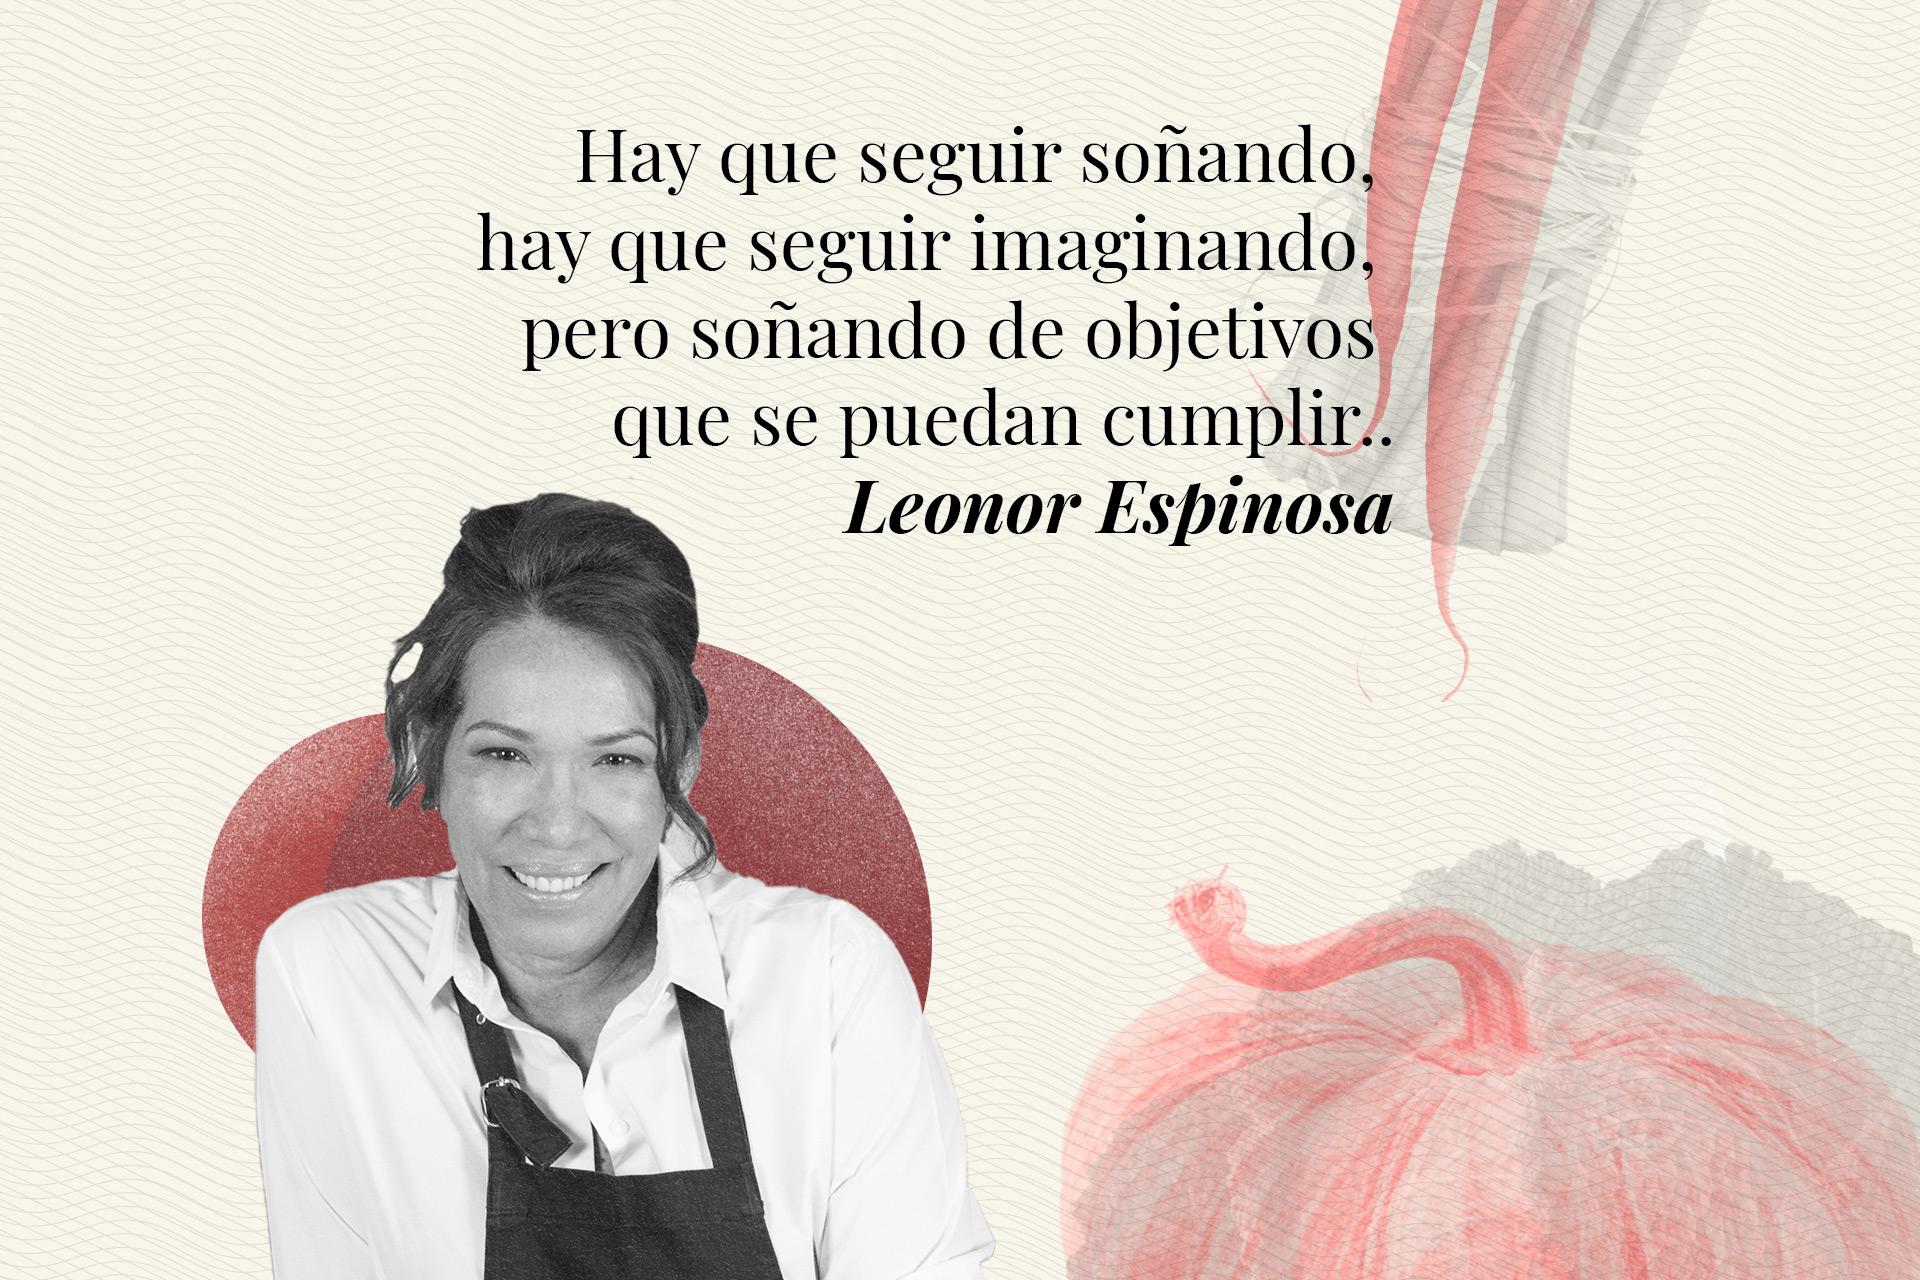 Hay que seguir soñando,
hay que seguir imaginando,
pero soñando de objetivos
que se puedan cumplir..
Leonor Espinosa